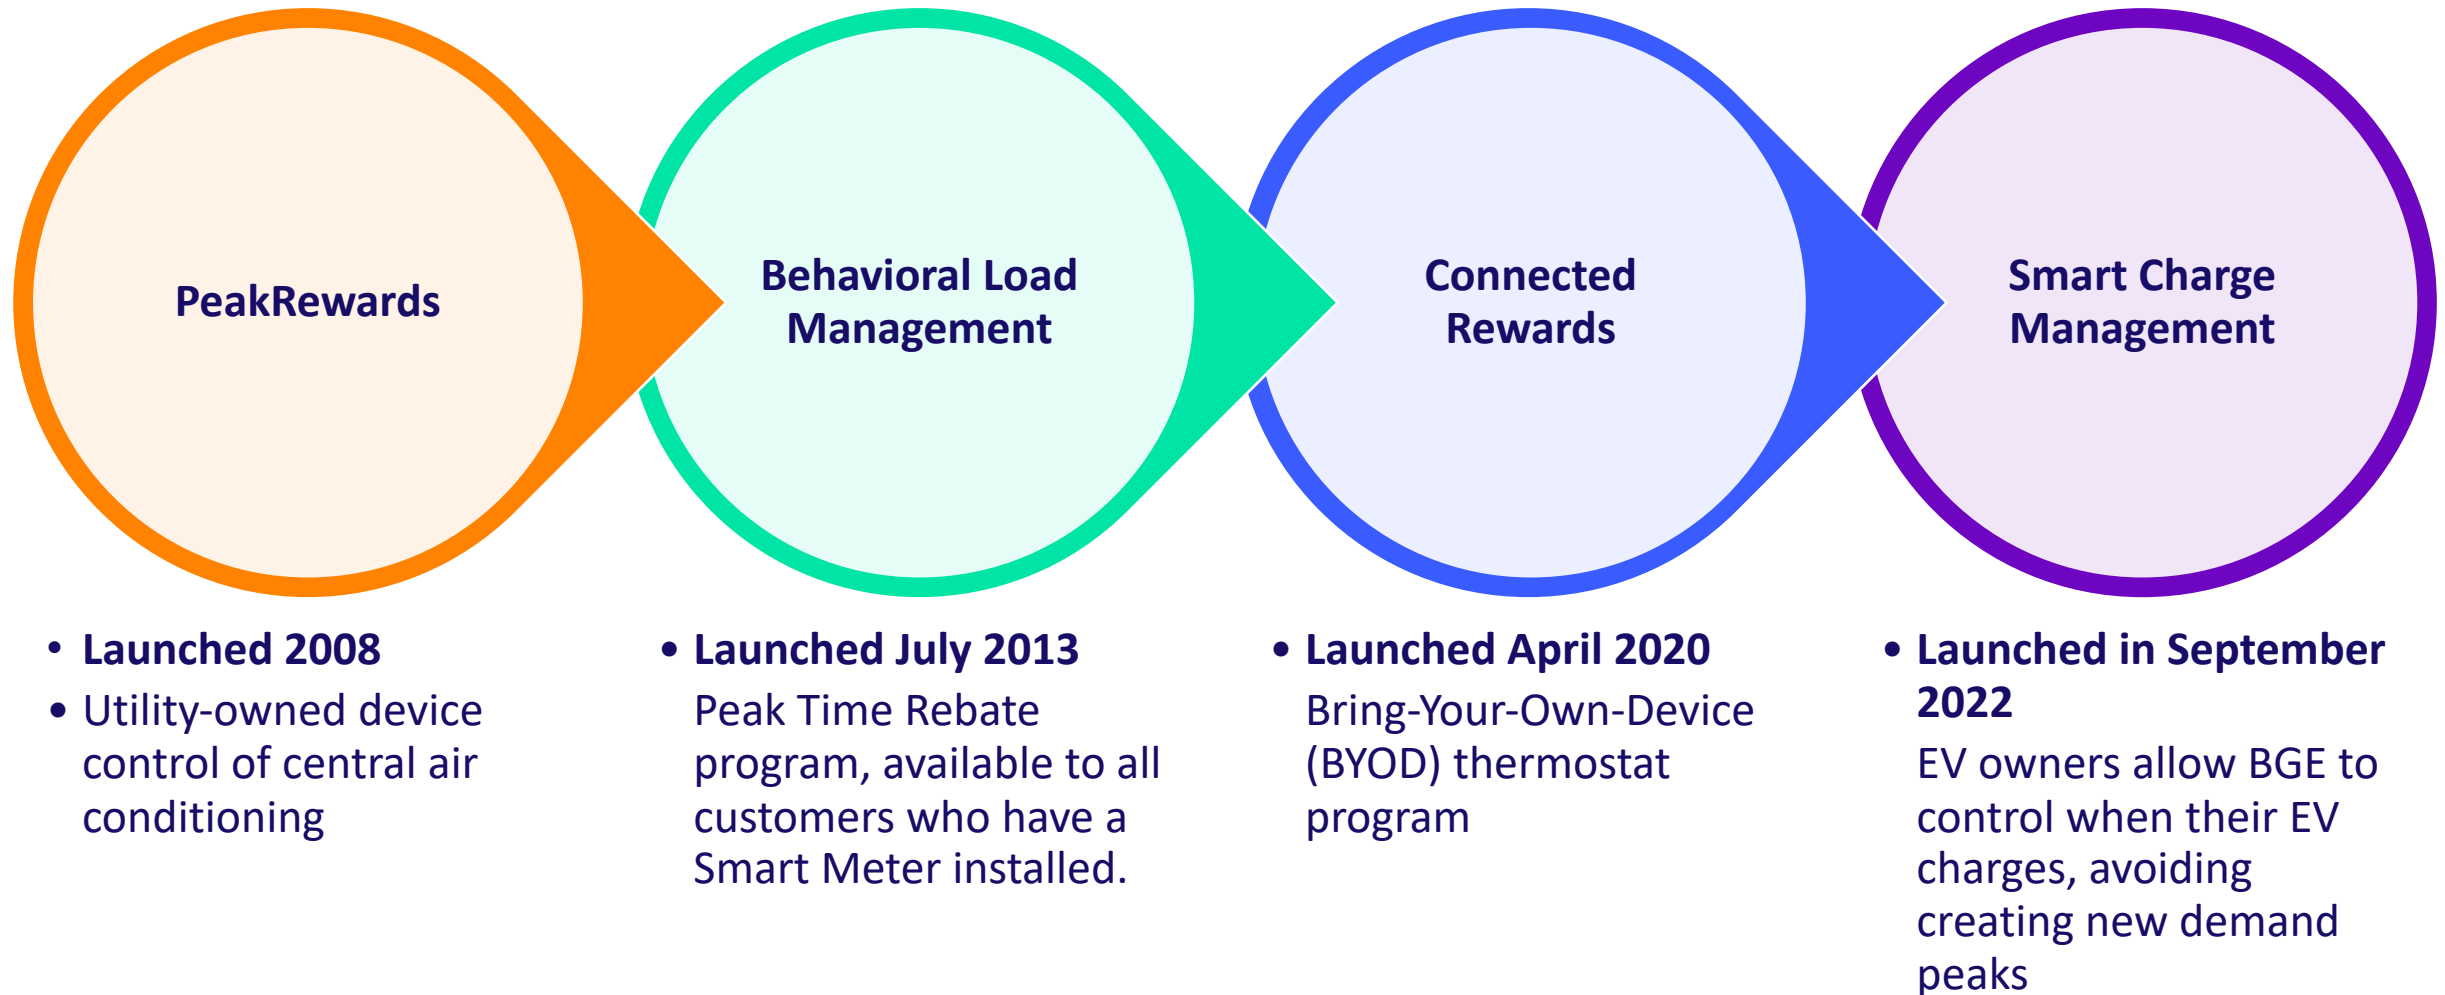 PeakRewards
Behavioral Load
Management
Connected
Rewards
Smart Charge
Management
• Launched 2008
• Utility-owned device
control of central air
conditioning
• Launched July 2013
Peak Time Rebate
program, available to all
customers who have a
Smart Meter installed.
• Launched April 2020
Bring-Your-Own-Device
(BYOD) thermostat
program
• Launched in September
2022
EV owners allow BGE to
control when their EV
charges, avoiding
creating new demand
peaks